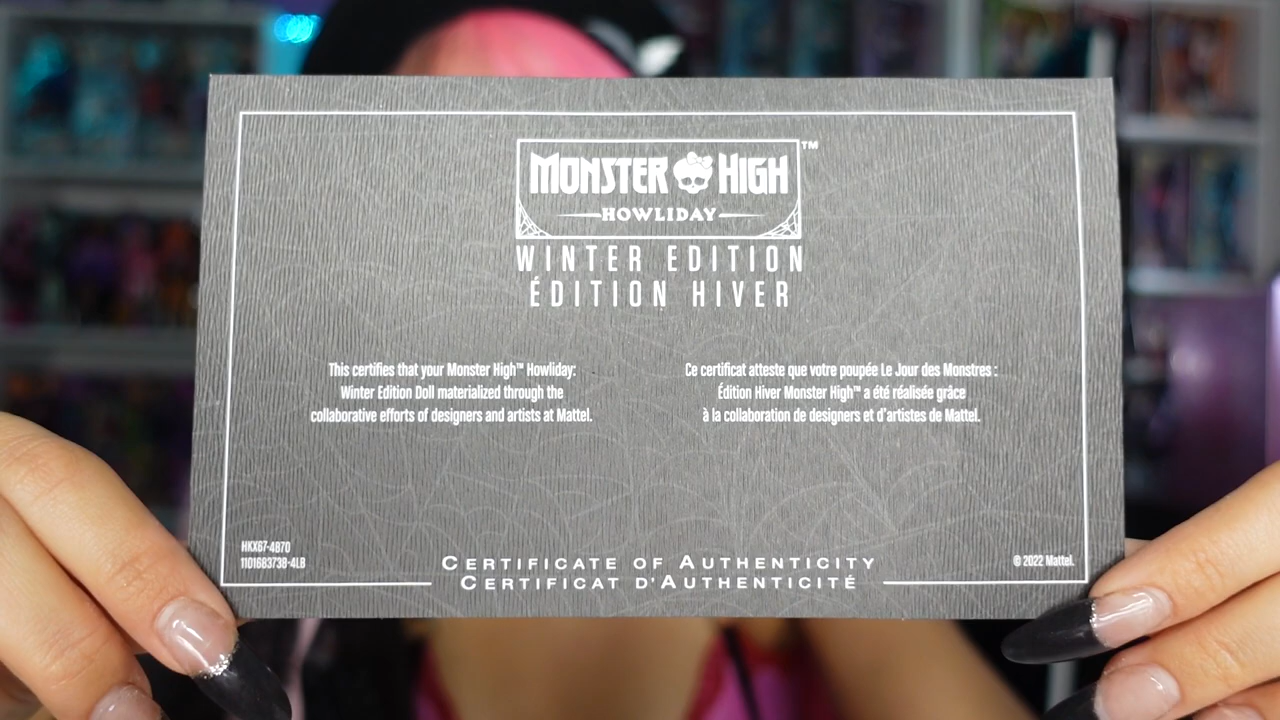 MONSTER HIGH™
HOWLIDAY
WINTER EDITION
ÉDITION HIVER
This certifies that your Monster High™ Howliday:
Winter Edition Doll materialized through the
collaborative efforts of designers and artists at Mattel.
Ce certificat atteste que votre poupée Le Jour des Monstres :
Édition Hiver Monster High™ a été réalisée grâce
à la collaboration de designers et d'artistes de Mattel.
HKX67-4B70
1101683738-4LB
© 2022 Mattel.
CERTIFICATE OF AUTHENTICITY
CERTIFICAT D'AUTHENTICITÉ